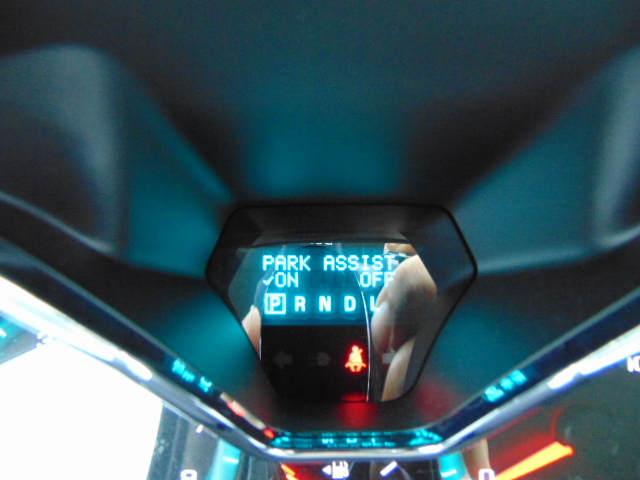 PARK ASSIST
✓ON OFF
P R N D L